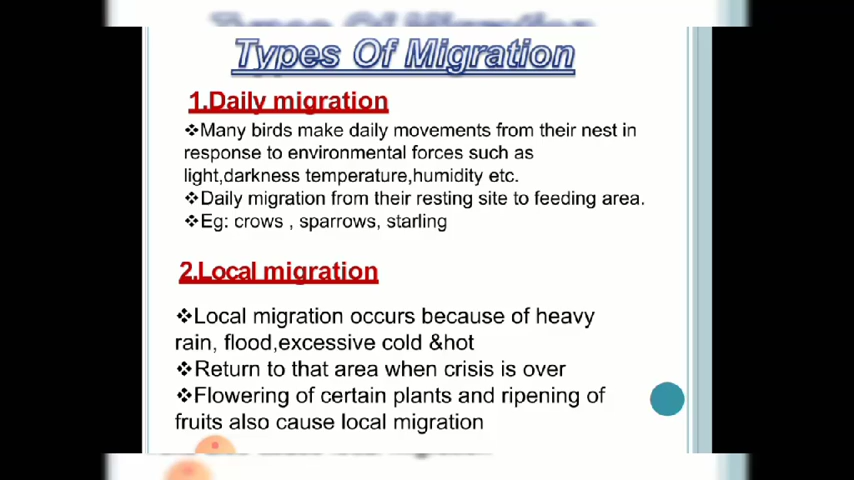 Types Of Migration
1.Daily migration
❖Many birds make daily movements from their nest in
response to environmental forces such as
light,darkness temperature,humidity etc.
❖Daily migration from their resting site to feeding area.
❖Eg: crows , sparrows, starling
2.Local migration
❖Local migration occurs because of heavy
rain, flood,excessive cold &hot
❖Return to that area when crisis is over
❖Flowering of certain plants and ripening of
fruits also cause local migration